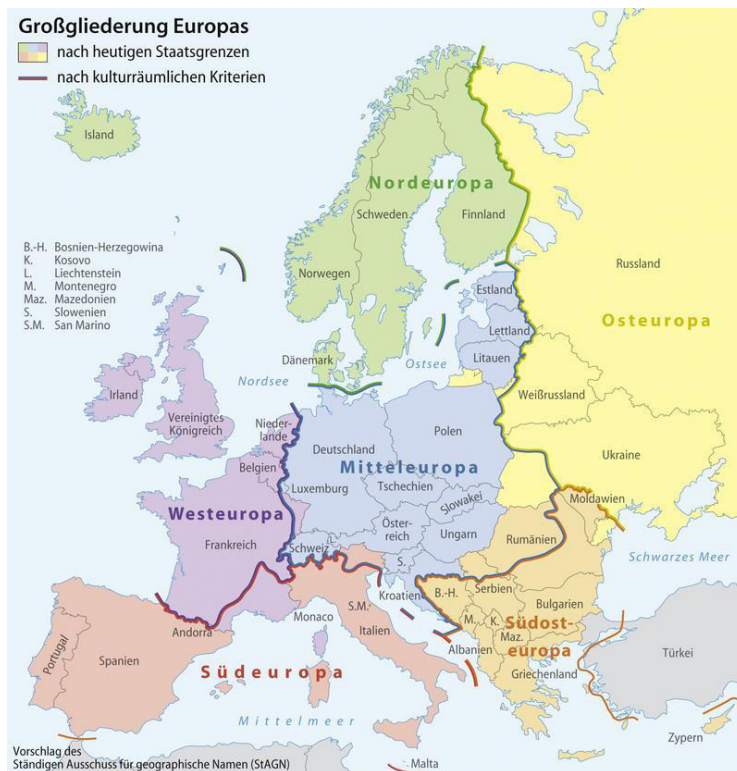 Großgliederung Europas
nach heutigen Staatsgrenzen
nach kulturräumlichen Kriterien
Island
B.-H. Bosnien-Herzegowina
K. Kosovo
L. Liechtenstein
M. Montenegro
Maz. Mazedonien
S. Slowenien
S.M. San Marino
Nordeuropa
Schweden
Finnland
Norwegen
Russland
Estland
Osteuropa
Lettland
Litauen
Dänemark
Ostsee
Nordsee
Irland
Vereinigtes
Königreich
Weißrussland
Nieder-
lande
Polen
Deutschland
Ukraine
Belgien
Mitteleuropa
Luxemburg
Tschechien
Slowakei
Moldawien
Westeuropa
Öster-
reich
Ungarn
Rumänien
Frankreich
Schweiz
Schwarzes Meer
S.
Kroatien
B.-H.
Serbien
S.M.
Monaco
Bulgarien
Italien
M.
K.
Südost-
europa
Maz.
Andorra
Albanien
Portugal
Spanien
Südeuropa
Griechenland
Türkei
Mittelmeer
Zypern
Malta
Vorschlag des
Ständigen Ausschuss für geographische Namen (StAGN)